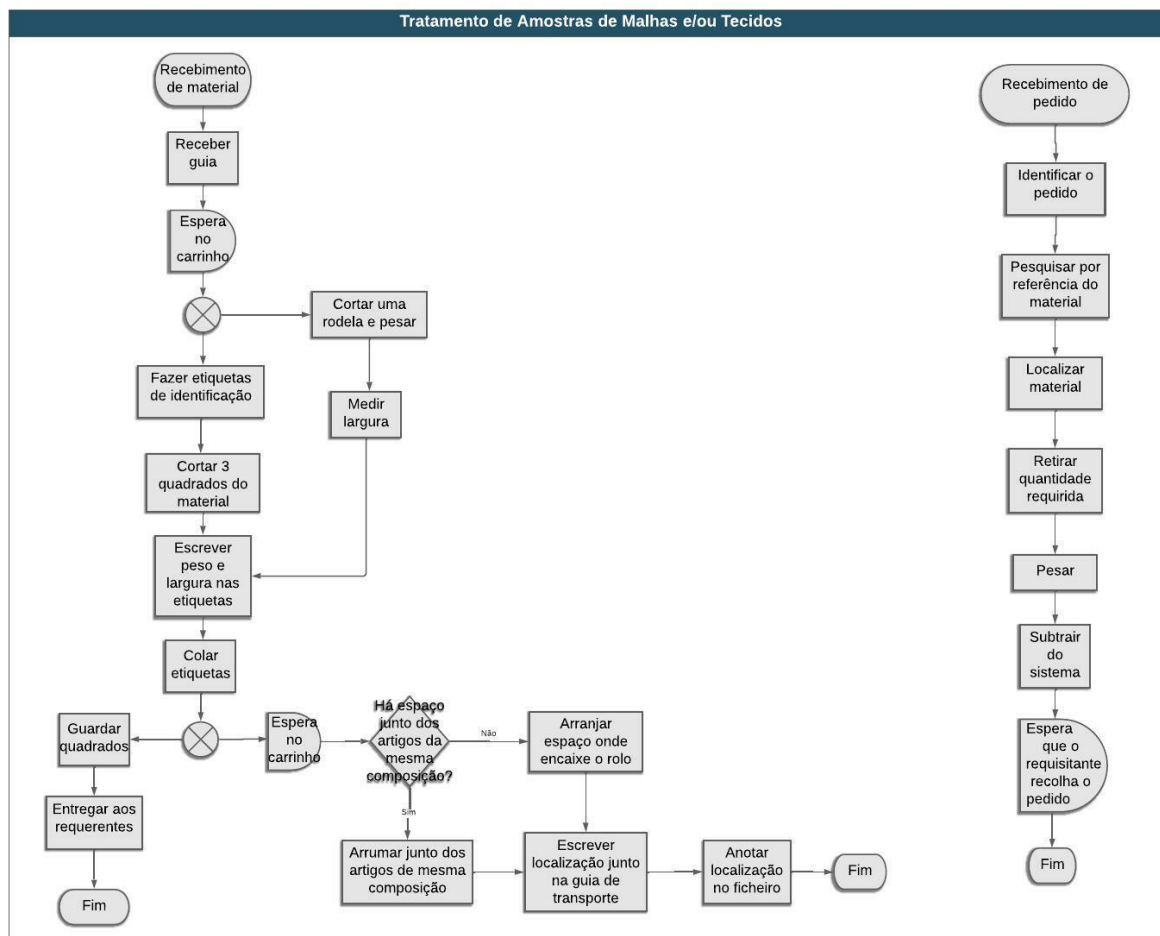 Tratamento de Amostras de Malhas e/ou Tecidos
Recebimento
de material
Receber
guia
Espera
no
carrinho
Cortar uma
rodela e pesar
Medir
largura
Fazer etiquetas
de identificação
Cortar 3
quadrados do
material
Escrever
peso e
largura nas
etiquetas
Colar
etiquetas
Guardar
quadrados
Entregar aos
requerentes
Fim
Espera
no
carrinho
Há espaço
junto dos
artigos da
mesma
composição?
Não
Sim
Arranjar
espaço onde
encaixe o rolo
Arrumar junto dos
artigos de mesma
composição
Escrever
localização junto
na guia de
transporte
Anotar
localização
no ficheiro
Fim
Recebimento de
pedido
Identificar o
pedido
Pesquisar por
referência do
material
Localizar
material
Retirar
quantidade
requirida
Pesar
Subtrair
do
sistema
Espera
que o
requisitante
recolha o
pedido
Fim